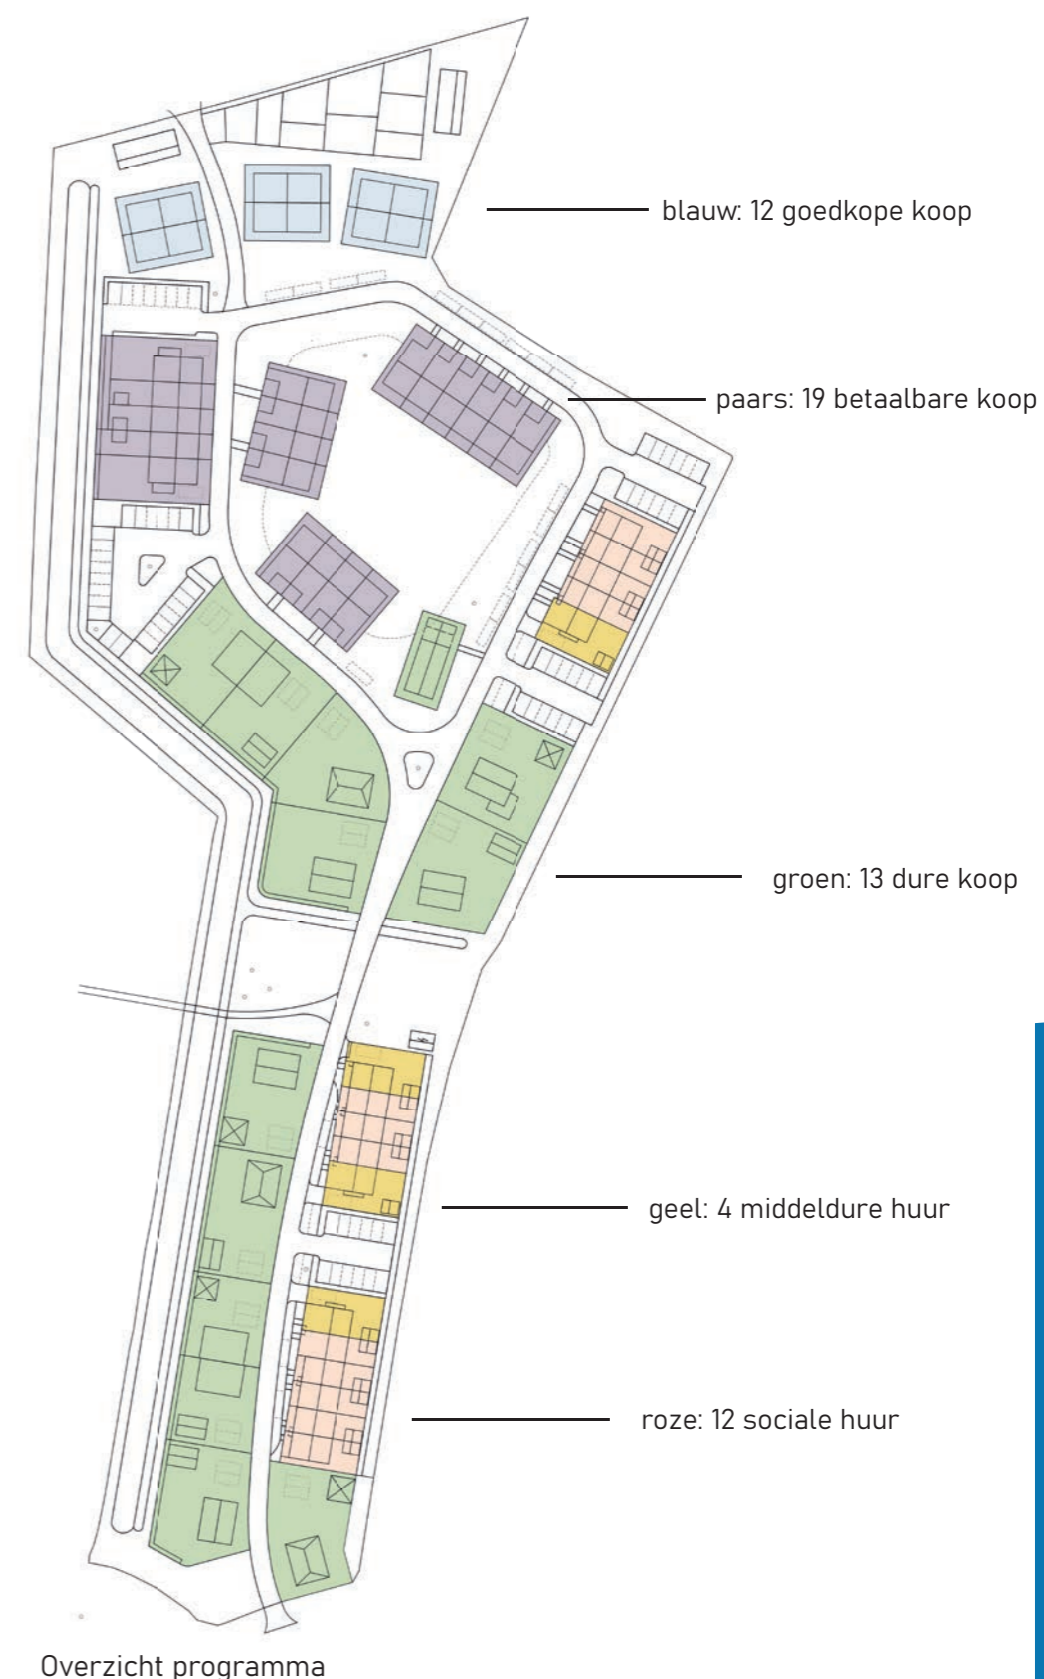 blauw: 12 goedkope koop
paars: 19 betaalbare koop
groen: 13 dure koop
geel: 4 middeldure huur
roze: 12 sociale huur
Overzicht programma